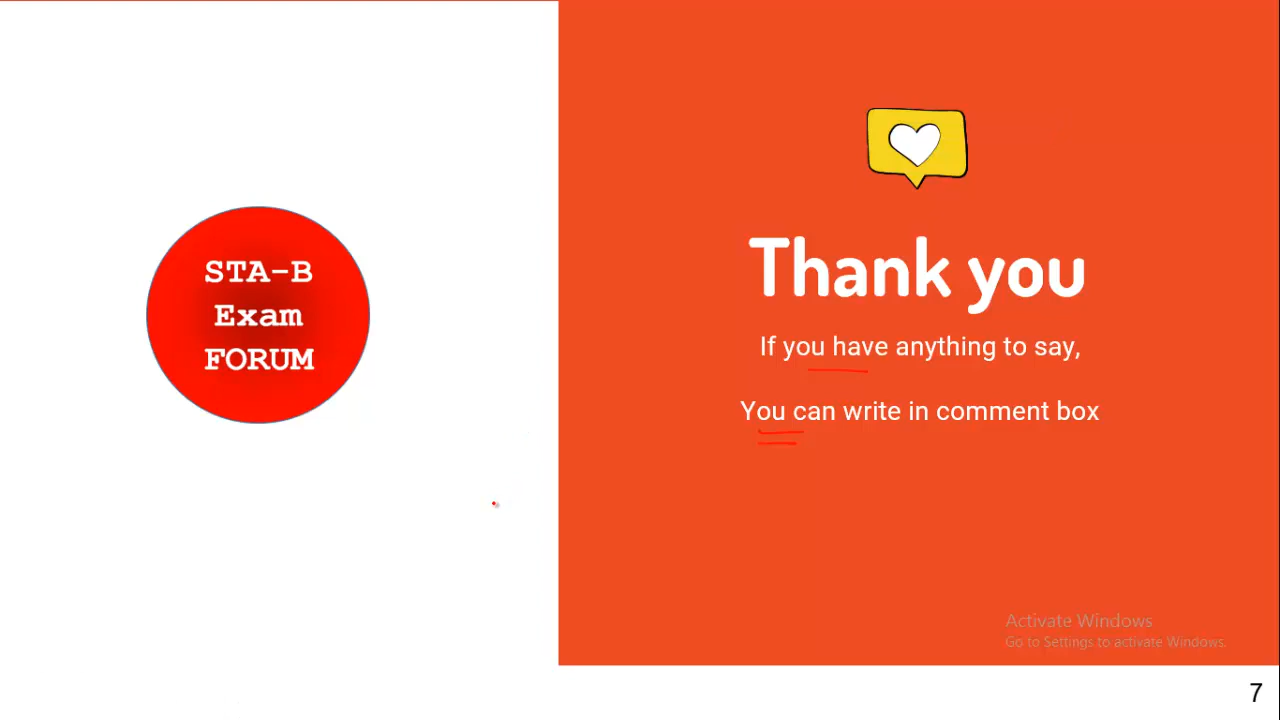 STA-B
Exam
FORUM
Thank you
If you have anything to say,
You can write in comment box
Activate Windows
Go to Settings to activate Windows.
7